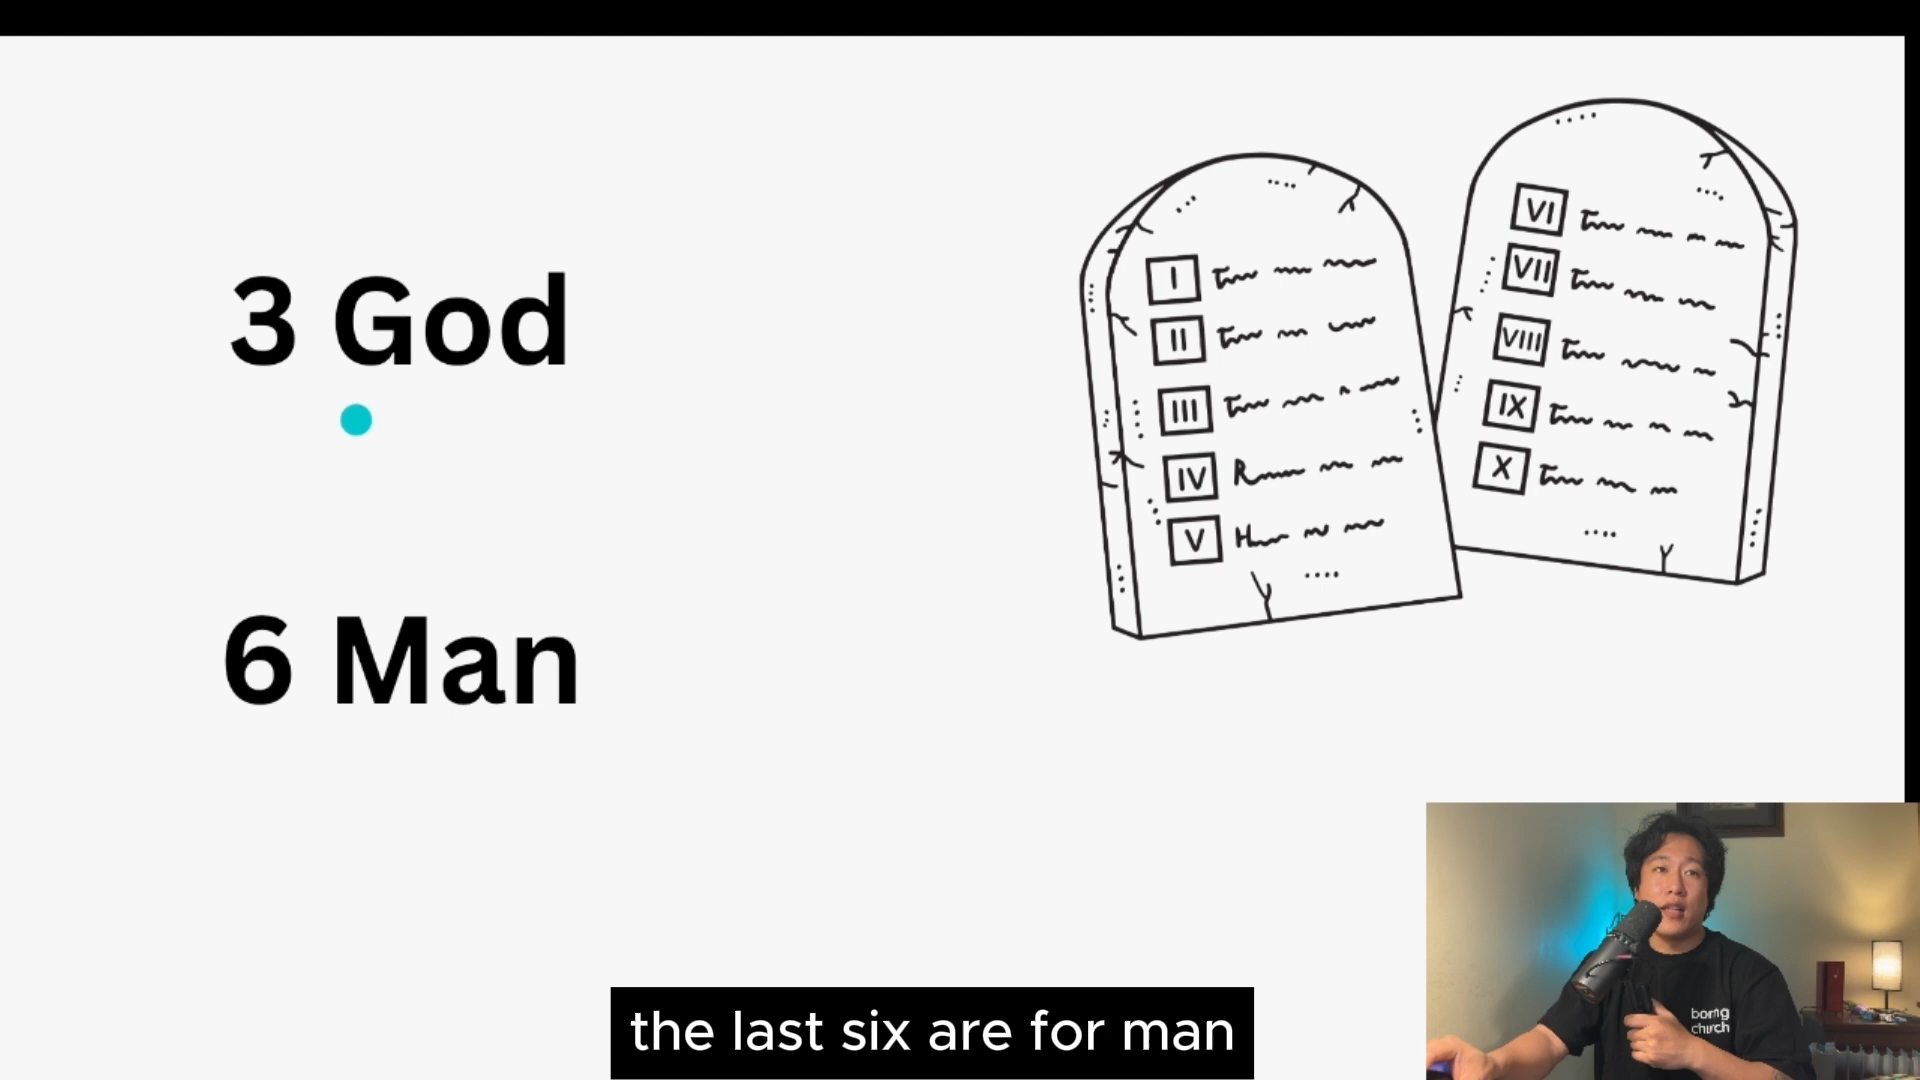 3 God
6 Man
I
II
III
IV
V
VI
VII
VIII
IX
X
the last six are for man
boring
church